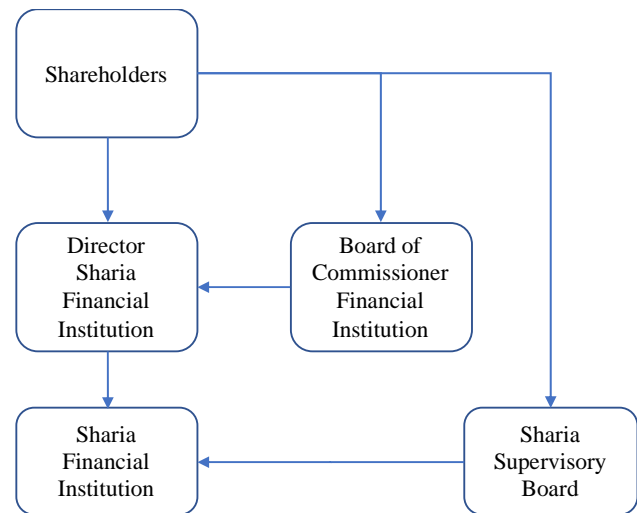 Shareholders
Director
Sharia
Financial
Institution
Board of
Commissioner
Financial
Institution
Sharia
Financial
Institution
Sharia
Supervisory
Board